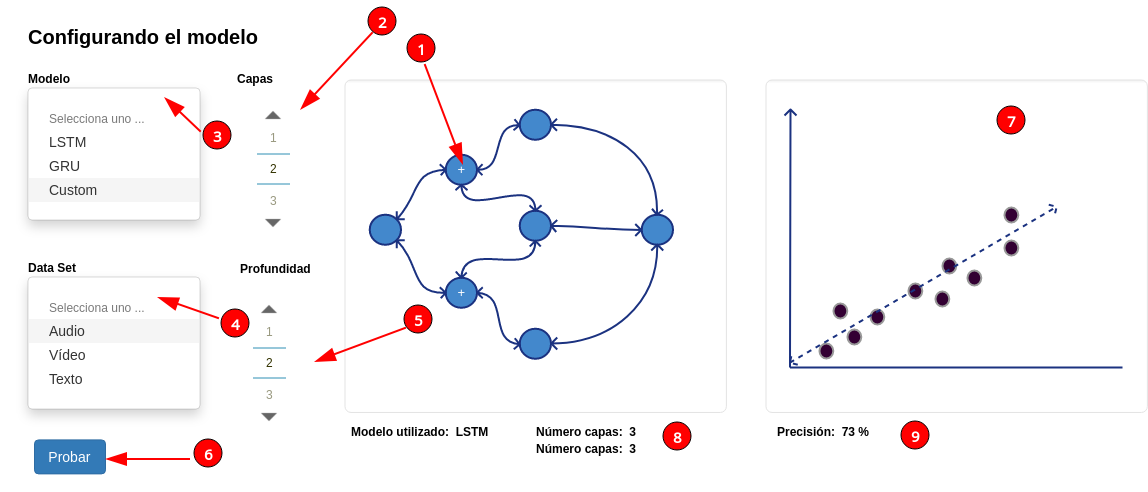 Configurando el modelo
2
1
Modelo
Capas
Selecciona uno ...
LSTM
GRU
Custom
3
1
2
3
+
+
7
Data Set
Profundidad
Selecciona uno ...
Audio
Vídeo
Texto
4
1
2
3
5
Probar
6
Modelo utilizado: LSTM
Número capas: 3
Número capas: 3
8
Precisión: 73 %
9